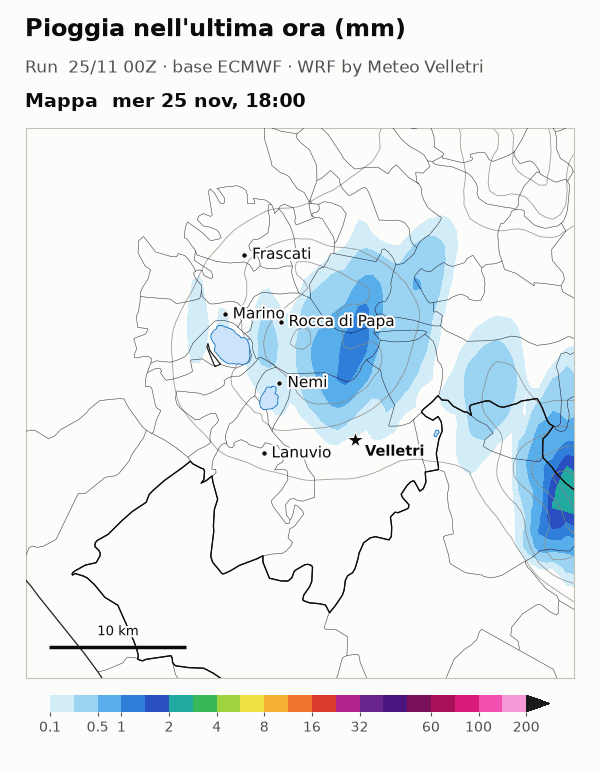 Pioggia nell'ultima ora (mm)
Run  25/11 00Z · base ECMWF · WRF by Meteo Velletri
Mappa  mer 25 nov, 18:00
Frascati
Marino
Rocca di Papa
Nemi
Velletri
Lanuvio
10 km
0.1 0.5 1 2 4 8 16 32 60 100 200